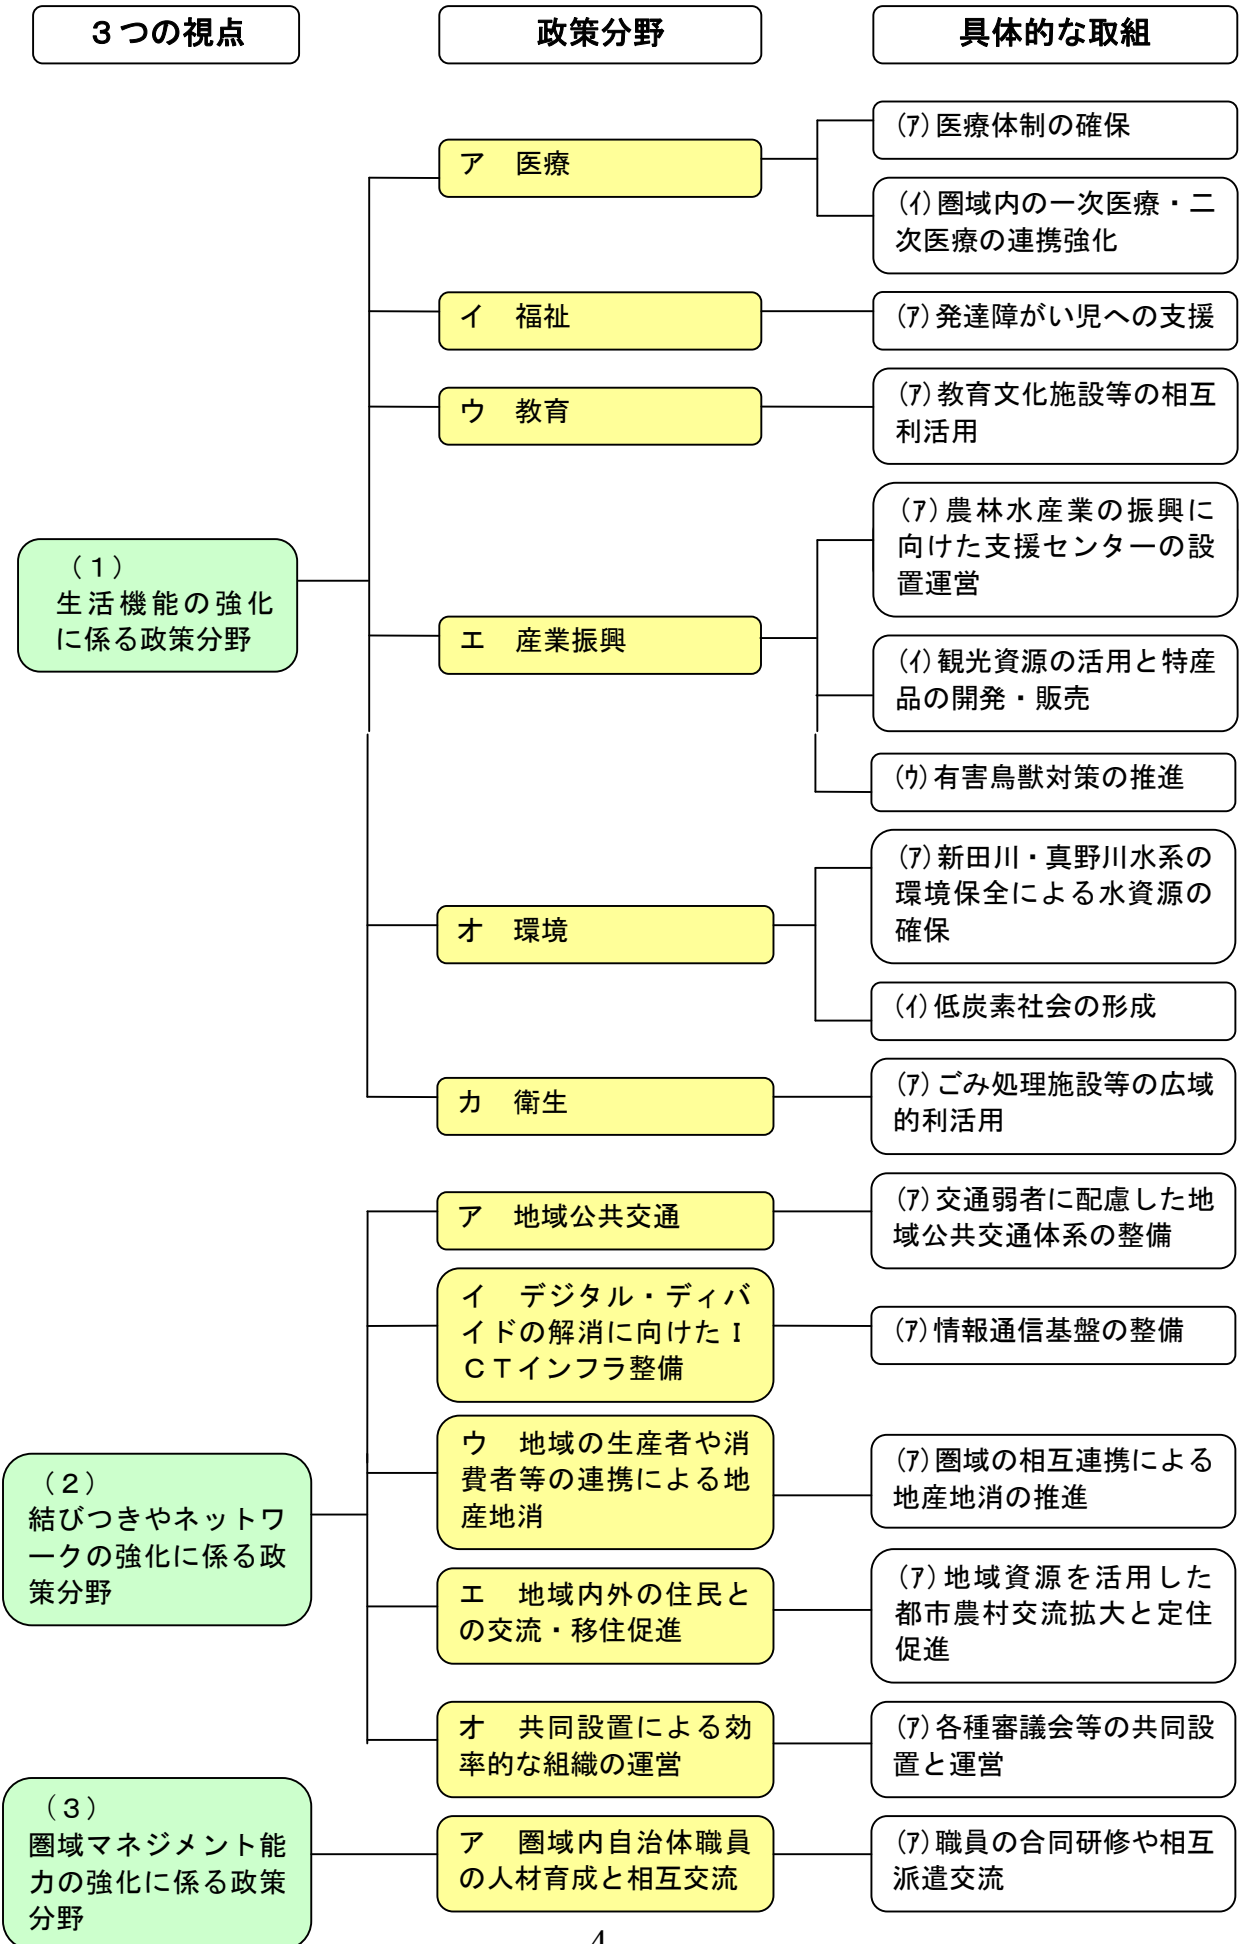 ３つの視点
政策分野
具体的な取組
（１）
生活機能の強化
に係る政策分野
ア　医療
(ｱ)医療体制の確保
(ｲ)圏域内の一次医療・二
次医療の連携強化
イ　福祉
(ｱ)発達障がい児への支援
ウ　教育
(ｱ)教育文化施設等の相互
利活用
エ　産業振興
(ｱ)農林水産業の振興に
向けた支援センターの設
置運営
(ｲ)観光資源の活用と特産
品の開発・販売
(ｳ)有害鳥獣対策の推進
オ　環境
(ｱ)新田川・真野川水系の
環境保全による水資源の
確保
(ｲ)低炭素社会の形成
カ　衛生
(ｱ)ごみ処理施設等の広域
的利活用
（２）
結びつきやネットワ
ークの強化に係る政
策分野
ア　地域公共交通
(ｱ)交通弱者に配慮した地
域公共交通体系の整備
イ　デジタル・ディバ
イドの解消に向けたＩ
ＣＴインフラ整備
(ｱ)情報通信基盤の整備
ウ　地域の生産者や消
費者等の連携による地
産地消
(ｱ)圏域の相互連携による
地産地消の推進
エ　地域内外の住民と
の交流・移住促進
(ｱ)地域資源を活用した
都市農村交流拡大と定住
促進
オ　共同設置による効
率的な組織の運営
(ｱ)各種審議会等の共同設
置と運営
（３）
圏域マネジメント能
力の強化に係る政策
分野
ア　圏域内自治体職員
の人材育成と相互交流
(ｱ)職員の合同研修や相互
派遣交流
4